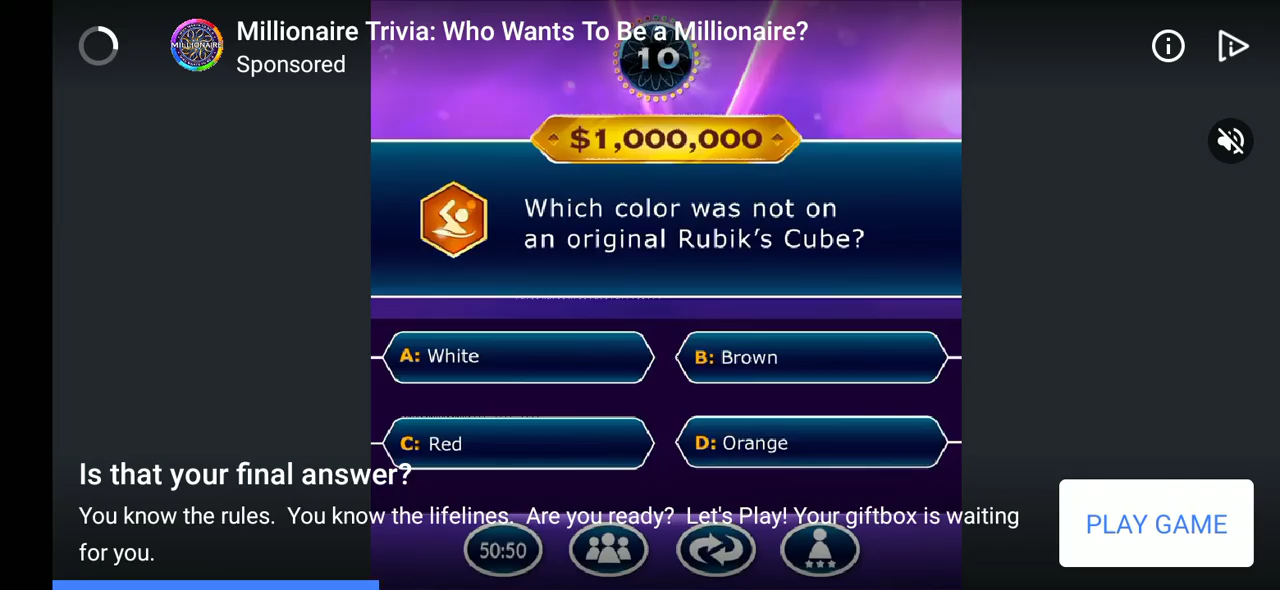 Millionaire Trivia: Who Wants To Be a Millionaire?
Sponsored
MILLIONAIRE
10
$1,000,000
Which color was not on
an original Rubik's Cube?
A: White
B: Brown
C: Red
D: Orange
Is that your final answer?
You know the rules.  You know the lifelines.  Are you ready?  Let's Play! Your giftbox is waiting
for you.
50:50
PLAY GAME